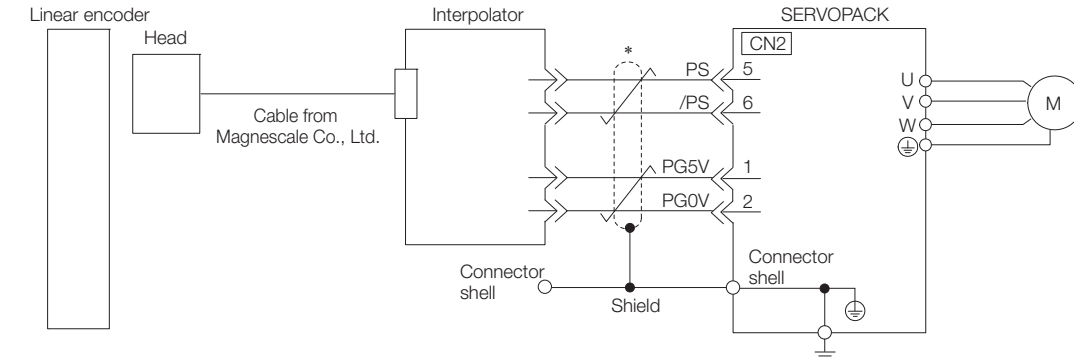 Linear encoder
Head
Interpolator
SERVOPACK
CN2
*
PS 5
/PS 6
PG5V 1
PG0V 2
U
V
W
M
Cable from
Magnescale Co., Ltd.
Connector
shell
Shield
Connector
shell